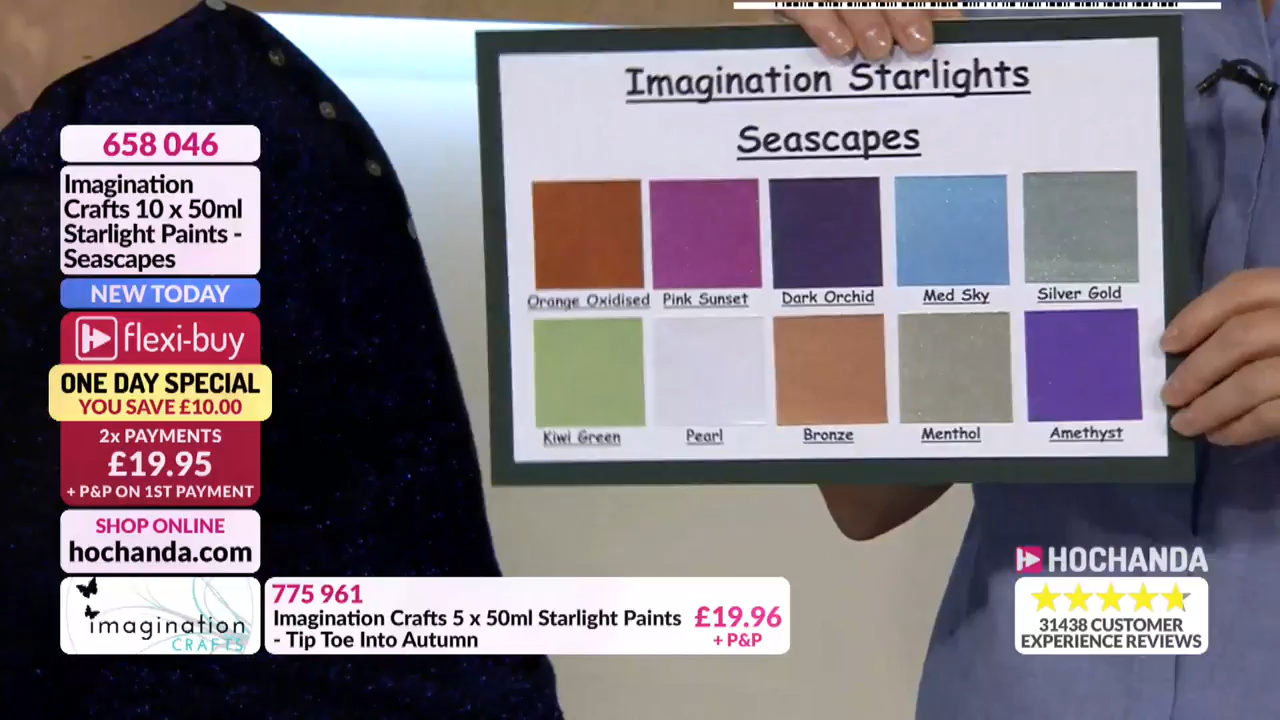 Imagination Starlights
Seascapes
Orange Oxidised
Pink Sunset
Dark Orchid
Med Sky
Silver Gold
Kiwi Green
Pearl
Bronze
Menthol
Amethyst
658 046
Imagination
Crafts 10 x 50ml
Starlight Paints -
Seascapes
NEW TODAY
flexi-buy
ONE DAY SPECIAL
YOU SAVE £10.00
2x PAYMENTS
£19.95
+ P&P ON 1ST PAYMENT
SHOP ONLINE
hochanda.com
imagination
CRAFTS
775 961
Imagination Crafts 5 x 50ml Starlight Paints
- Tip Toe Into Autumn
£19.96
+ P&P
HOCHANDA
31438 CUSTOMER
EXPERIENCE REVIEWS